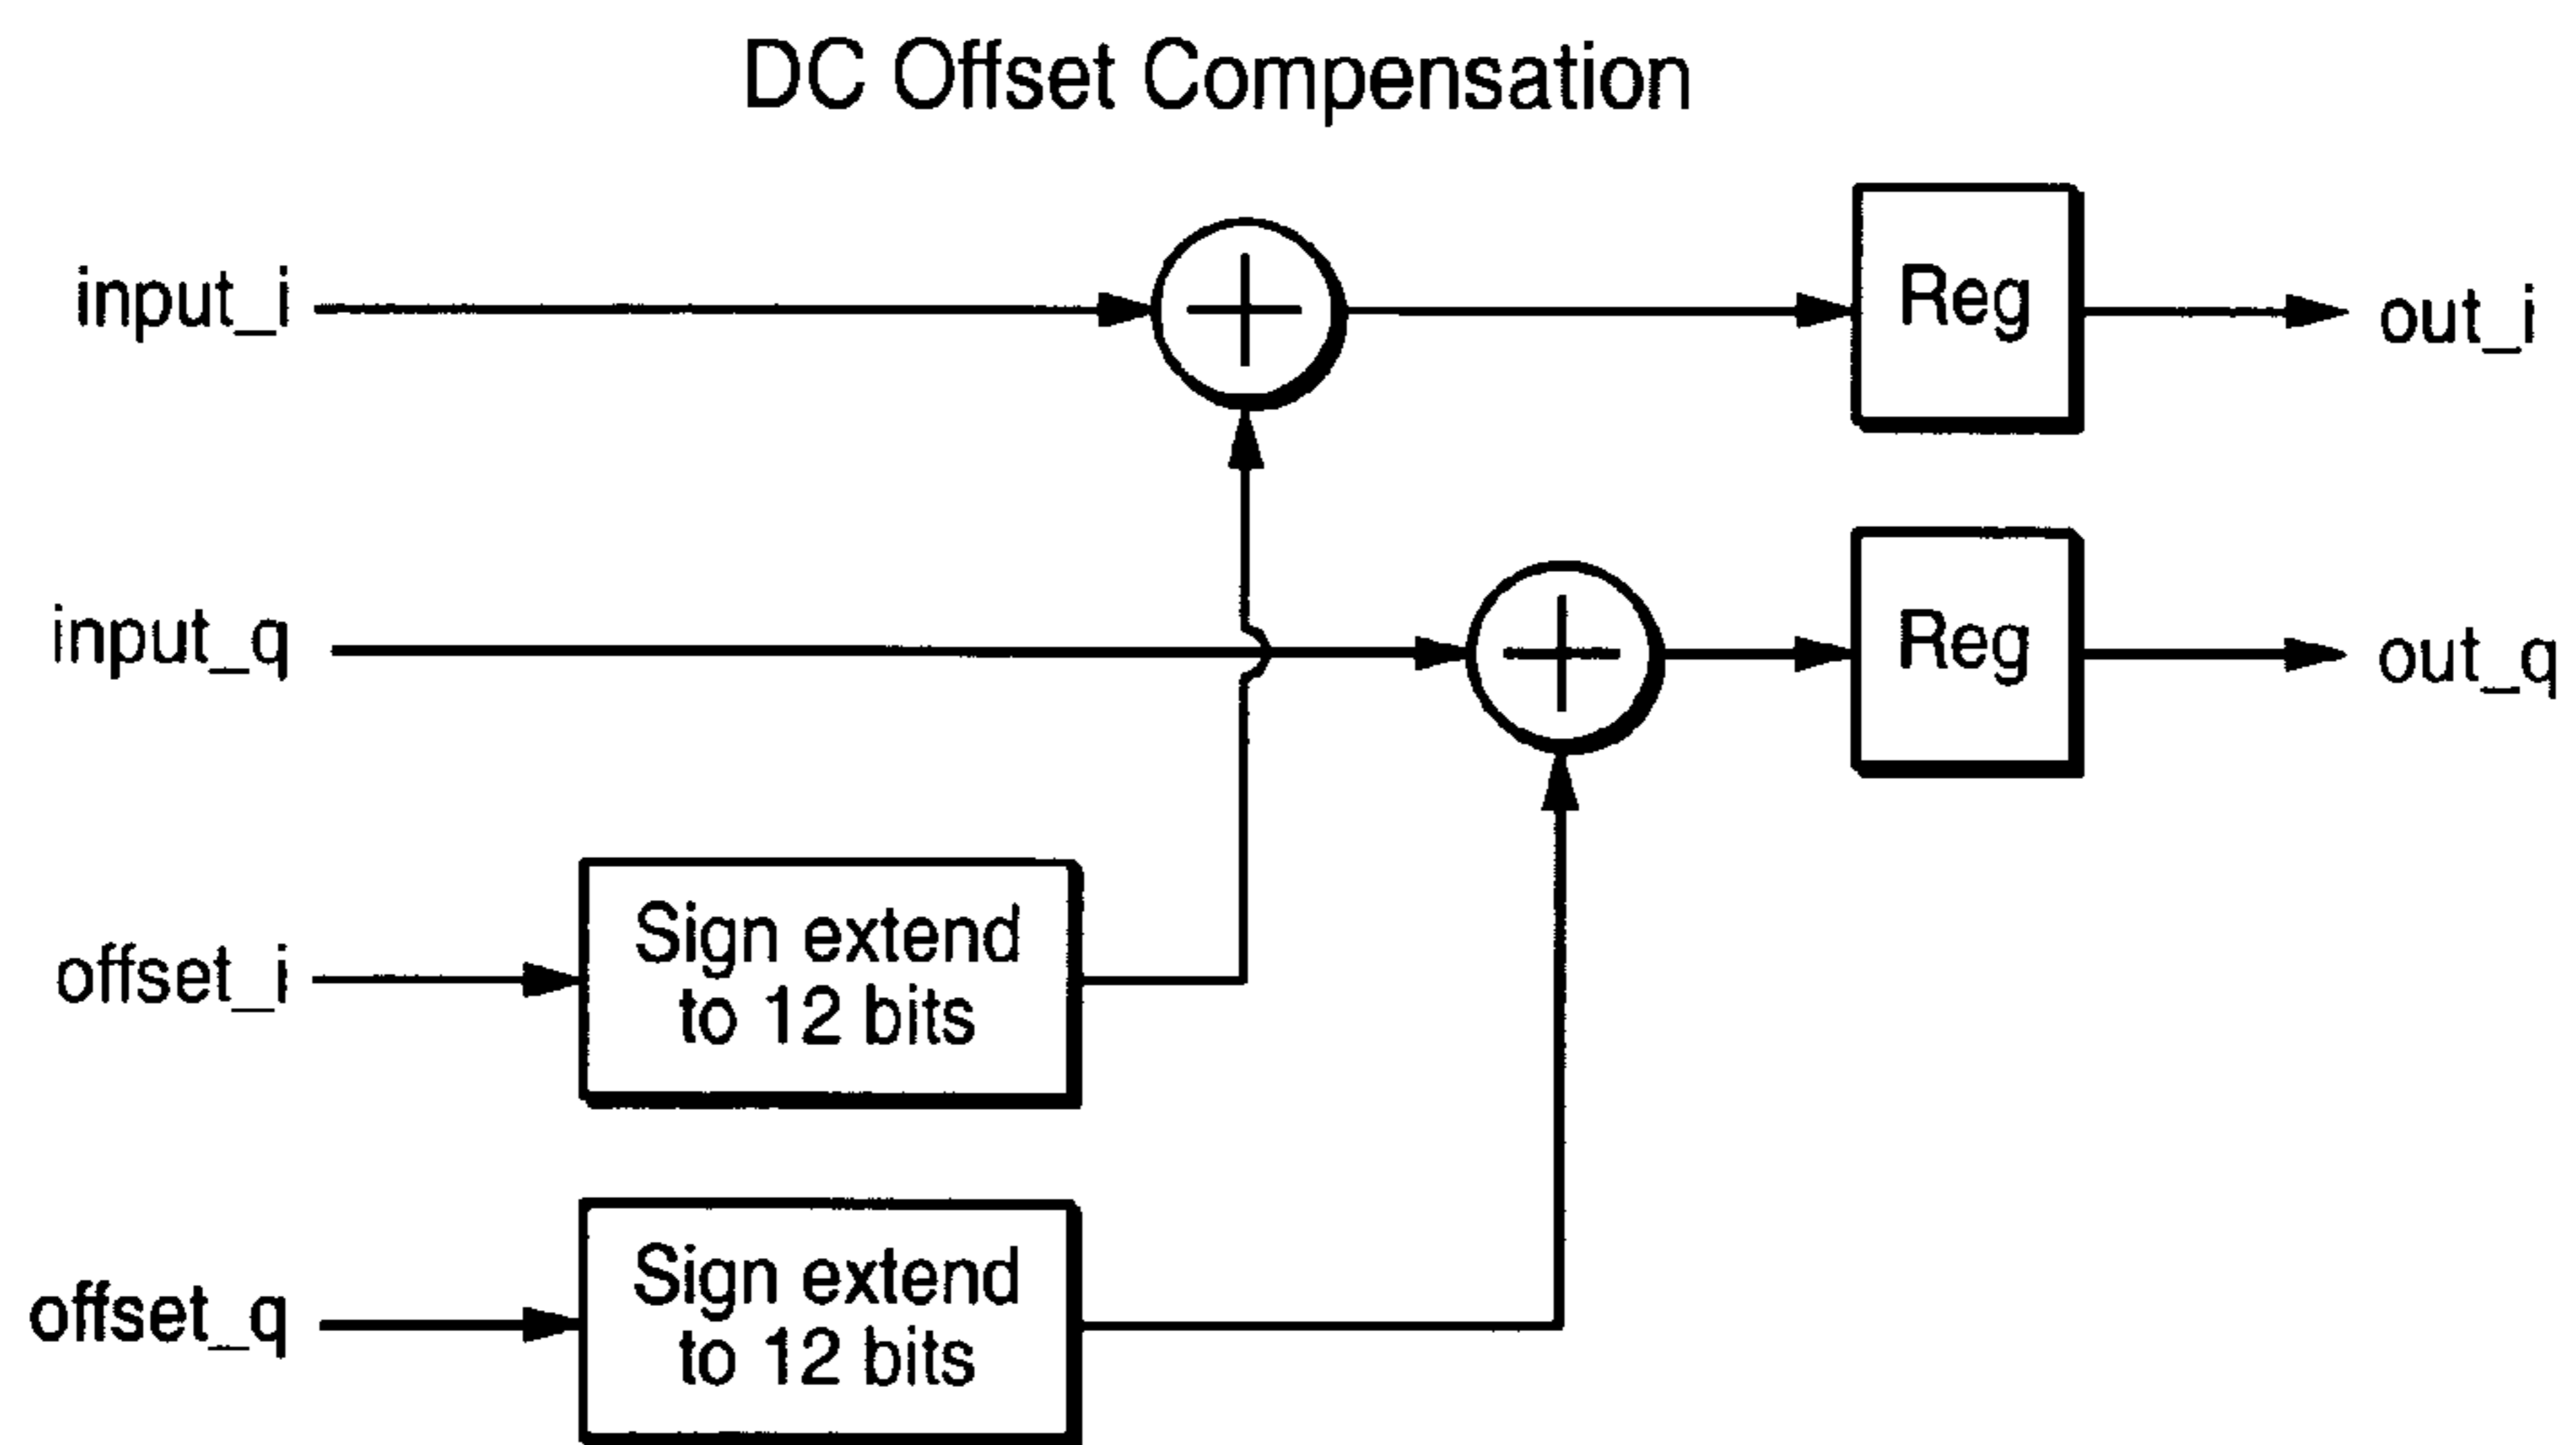 DC Offset Compensation
input_i
Reg
out_i
input_q
Reg
out_q
offset_i
Sign extend
to 12 bits
offset_q
Sign extend
to 12 bits